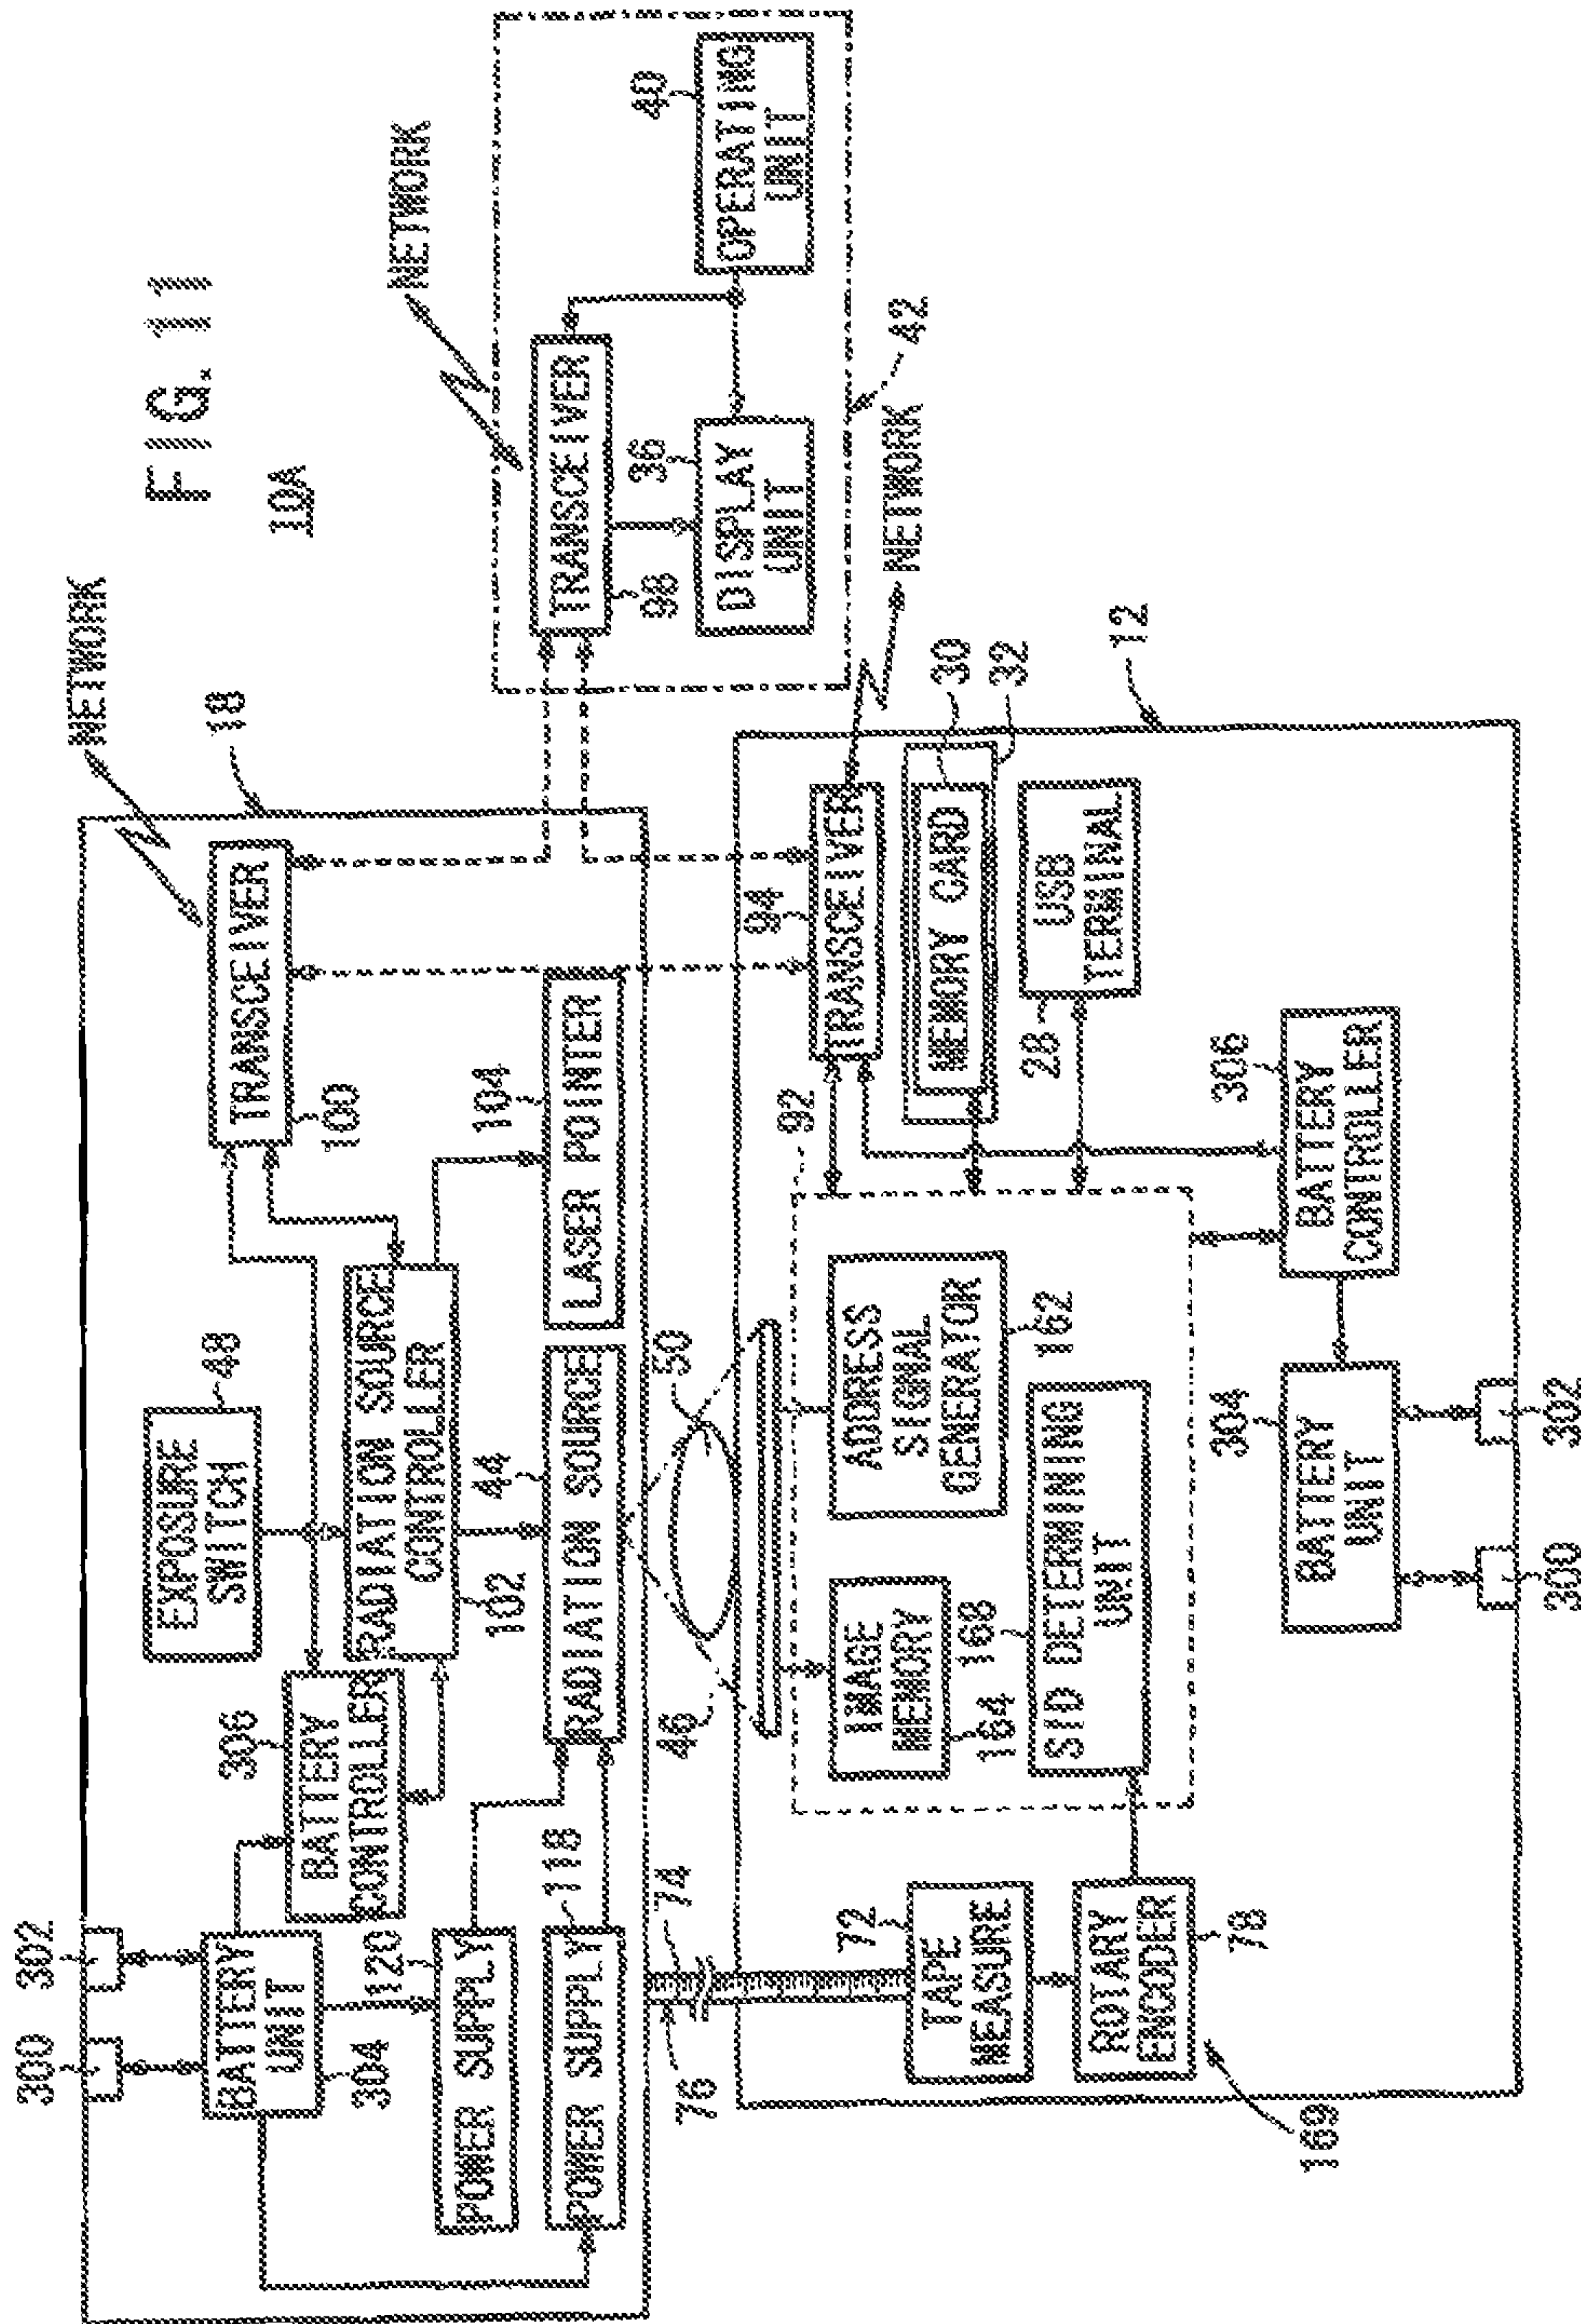 FIG. 11
10A
NETWORK
18
300
302
BATTERY
UNIT
304
306
BATTERY
CONTROLLER
EXPOSURE
SWITCH
48
TRANSCEIVER
100
RADIATION SOURCE
CONTROLLER
102
120
POWER SUPPLY
118
POWER SUPPLY
44
RADIATION SOURCE
104
LASER POINTER
NETWORK
TRANSCEIVER
98
36
DISPLAY
UNIT
40
OPERATING
UNIT
42
NETWORK
74
76
46
50
92
94
TRANSCEIVER
30
MEMORY CARD
32
28
USB
TERMINAL
12
72
TAPE
MEASURE
ROTARY
ENCODER
78
169
IMAGE
MEMORY
164
168
SID DETERMINING
UNIT
ADDRESS
SIGNAL
GENERATOR
162
304
BATTERY
UNIT
306
BATTERY
CONTROLLER
300
302